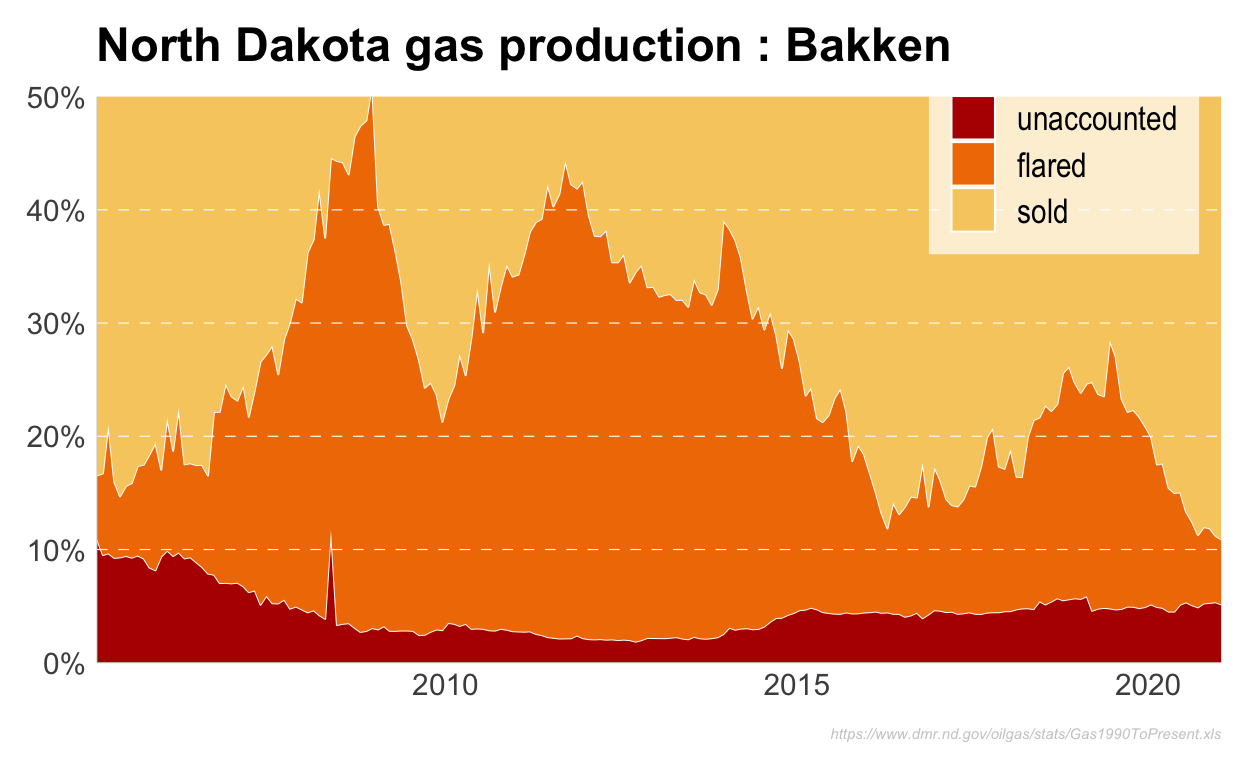 North Dakota gas production : Bakken
50%
40%
30%
20%
10%
0%
unaccounted
flared
sold
2010 2015 2020
https://www.dmr.nd.gov/oilgas/stats/Gas1990ToPresent.xls